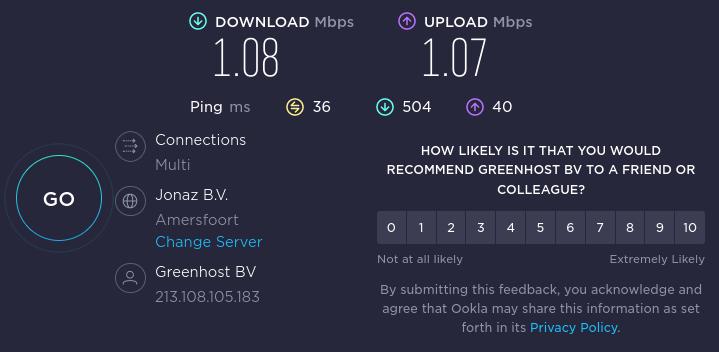 DOWNLOAD Mbps
UPLOAD Mbps
1.08
1.07
Ping ms 36 504 40
GO
Connections
Multi
Jonaz B.V.
Amersfoort
Change Server
Greenhost BV
213.108.105.183
HOW LIKELY IS IT THAT YOU WOULD
RECOMMEND GREENHOST BV TO A FRIEND OR
COLLEAGUE?
0 1 2 3 4 5 6 7 8 9 10
Not at all likely
Extremely Likely
By submitting this feedback, you acknowledge and
agree that Ookla may share this information as set
forth in its Privacy Policy.